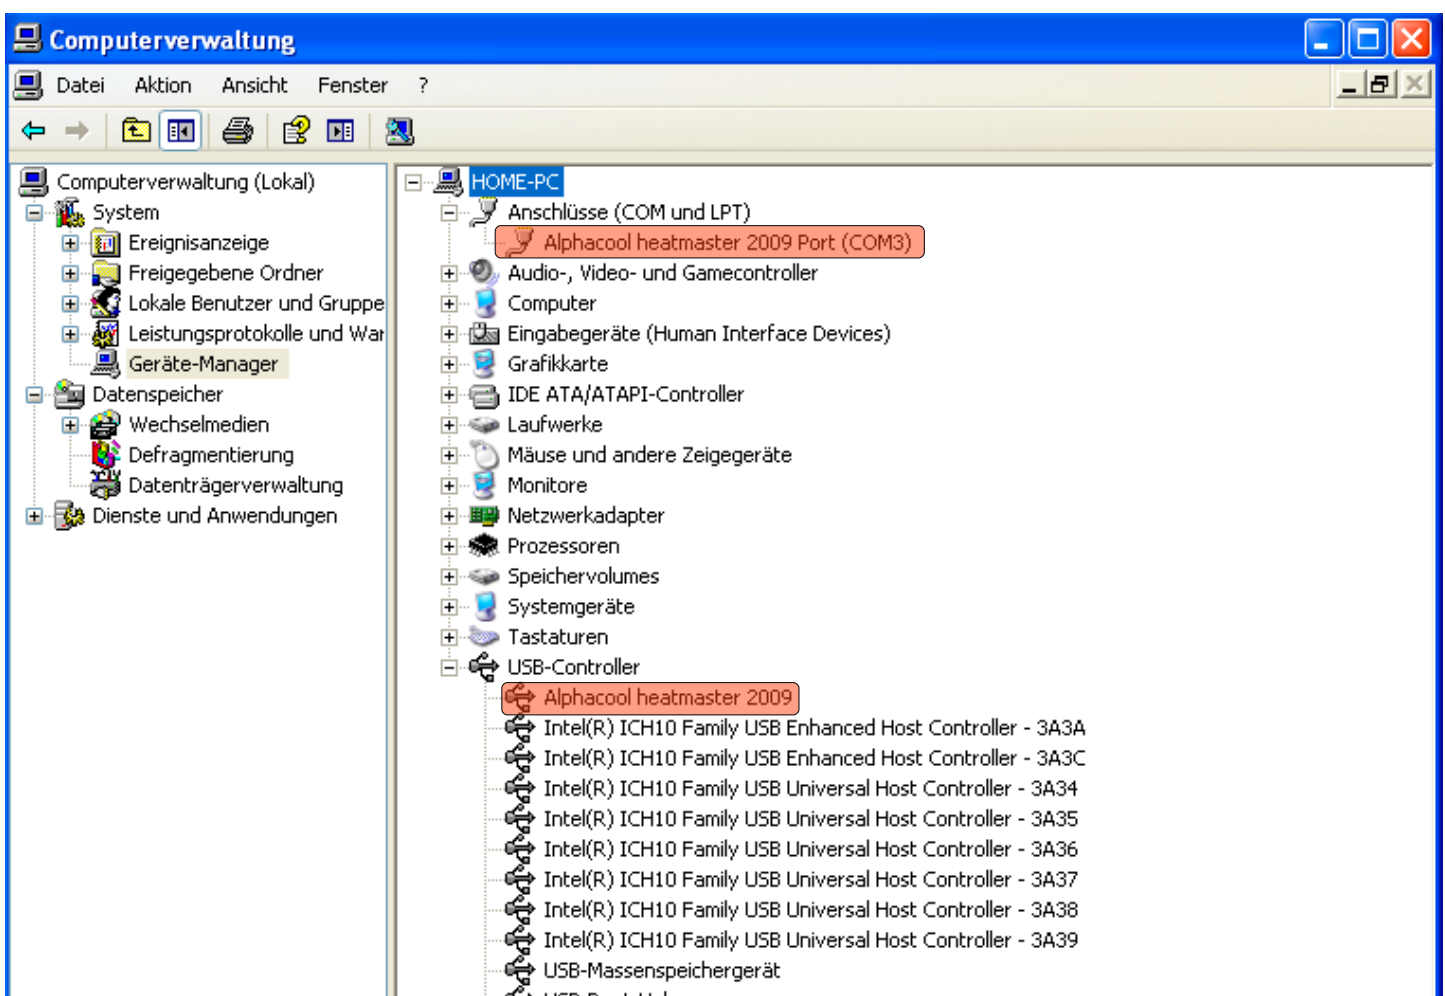 Computerverwaltung
Datei Aktion Ansicht Fenster ?
Computerverwaltung (Lokal)
System
Ereignisanzeige
Freigegebene Ordner
Lokale Benutzer und Gruppe
Leistungsprotokolle und War
Geräte-Manager
Datenspeicher
Wechselmedien
Defragmentierung
Datenträgerverwaltung
Dienste und Anwendungen
HOME-PC
Anschlüsse (COM und LPT)
Alphacool heatmaster 2009 Port (COM3)
Audio-, Video- und Gamecontroller
Computer
Eingabegeräte (Human Interface Devices)
Grafikkarte
IDE ATA/ATAPI-Controller
Laufwerke
Mäuse und andere Zeigegeräte
Monitore
Netzwerkadapter
Prozessoren
Speichervolumes
Systemgeräte
Tastaturen
USB-Controller
Alphacool heatmaster 2009
Intel(R) ICH10 Family USB Enhanced Host Controller - 3A3A
Intel(R) ICH10 Family USB Enhanced Host Controller - 3A3C
Intel(R) ICH10 Family USB Universal Host Controller - 3A34
Intel(R) ICH10 Family USB Universal Host Controller - 3A35
Intel(R) ICH10 Family USB Universal Host Controller - 3A36
Intel(R) ICH10 Family USB Universal Host Controller - 3A37
Intel(R) ICH10 Family USB Universal Host Controller - 3A38
Intel(R) ICH10 Family USB Universal Host Controller - 3A39
USB-Massenspeichergerät